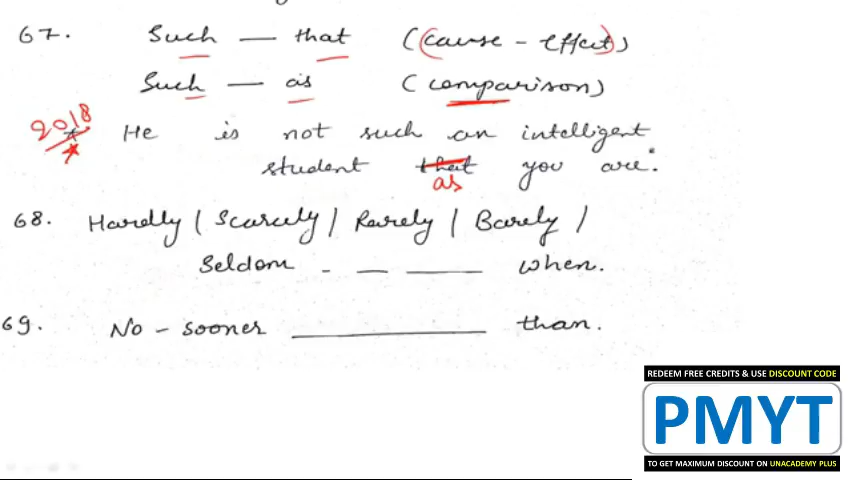 67. Such — that (cause - effect)
Such — as (comparison)
2018 He is not such an intelligent
student that you are.
as
68. Hardly / Scarcely / Rarely / Barely /
Seldom - — ____ when.
69. No - sooner ________ than.
REDEEM FREE CREDITS & USE DISCOUNT CODE
PMYT
TO GET MAXIMUM DISCOUNT ON UNACADEMY PLUS